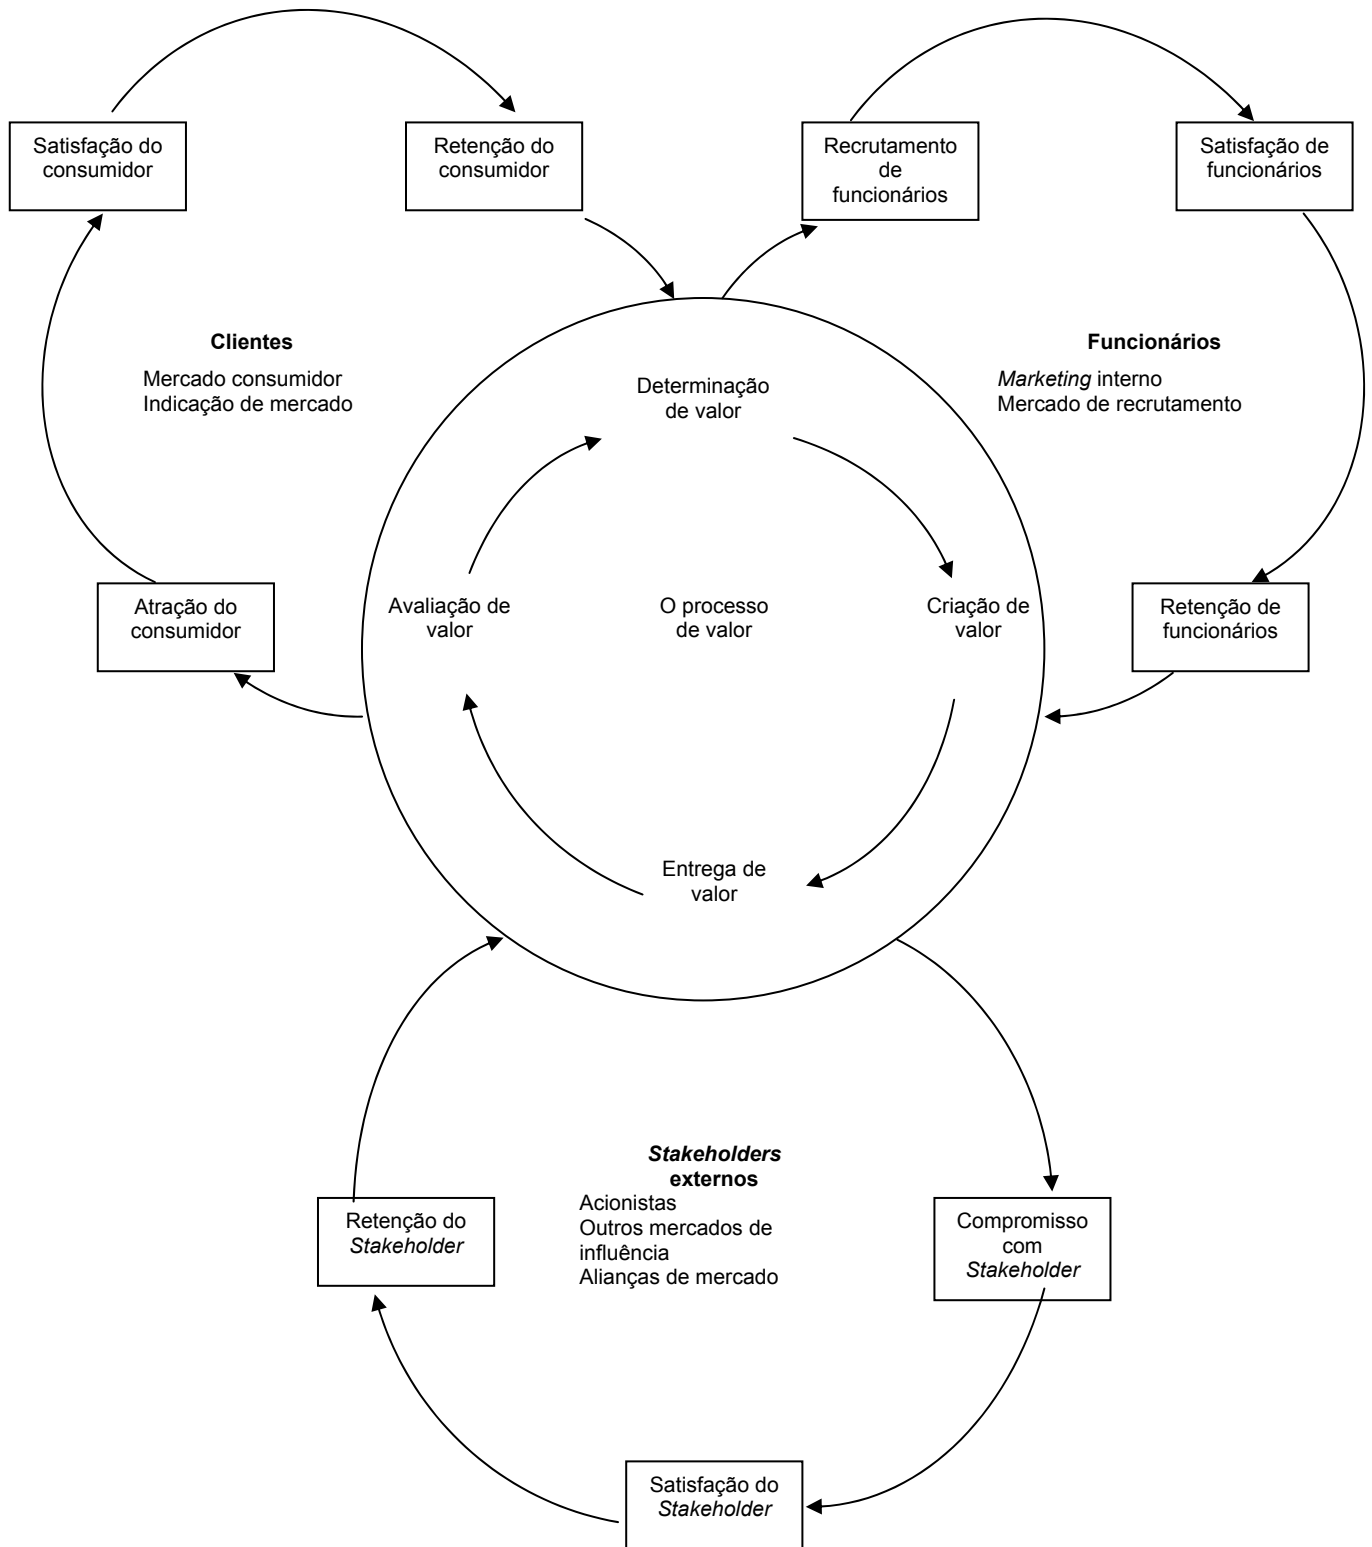 Satisfação do
consumidor
Retenção do
consumidor
Recrutamento
de
funcionários
Satisfação de
funcionários
Clientes
Mercado consumidor
Indicação de mercado
Funcionários
Marketing interno
Mercado de recrutamento
Determinação
de valor
Atração do
consumidor
Avaliação de
valor
O processo
de valor
Criação de
valor
Retenção de
funcionários
Entrega de
valor
Stakeholders
externos
Acionistas
Outros mercados de
influência
Alianças de mercado
Retenção do
Stakeholder
Compromisso
com
Stakeholder
Satisfação do
Stakeholder